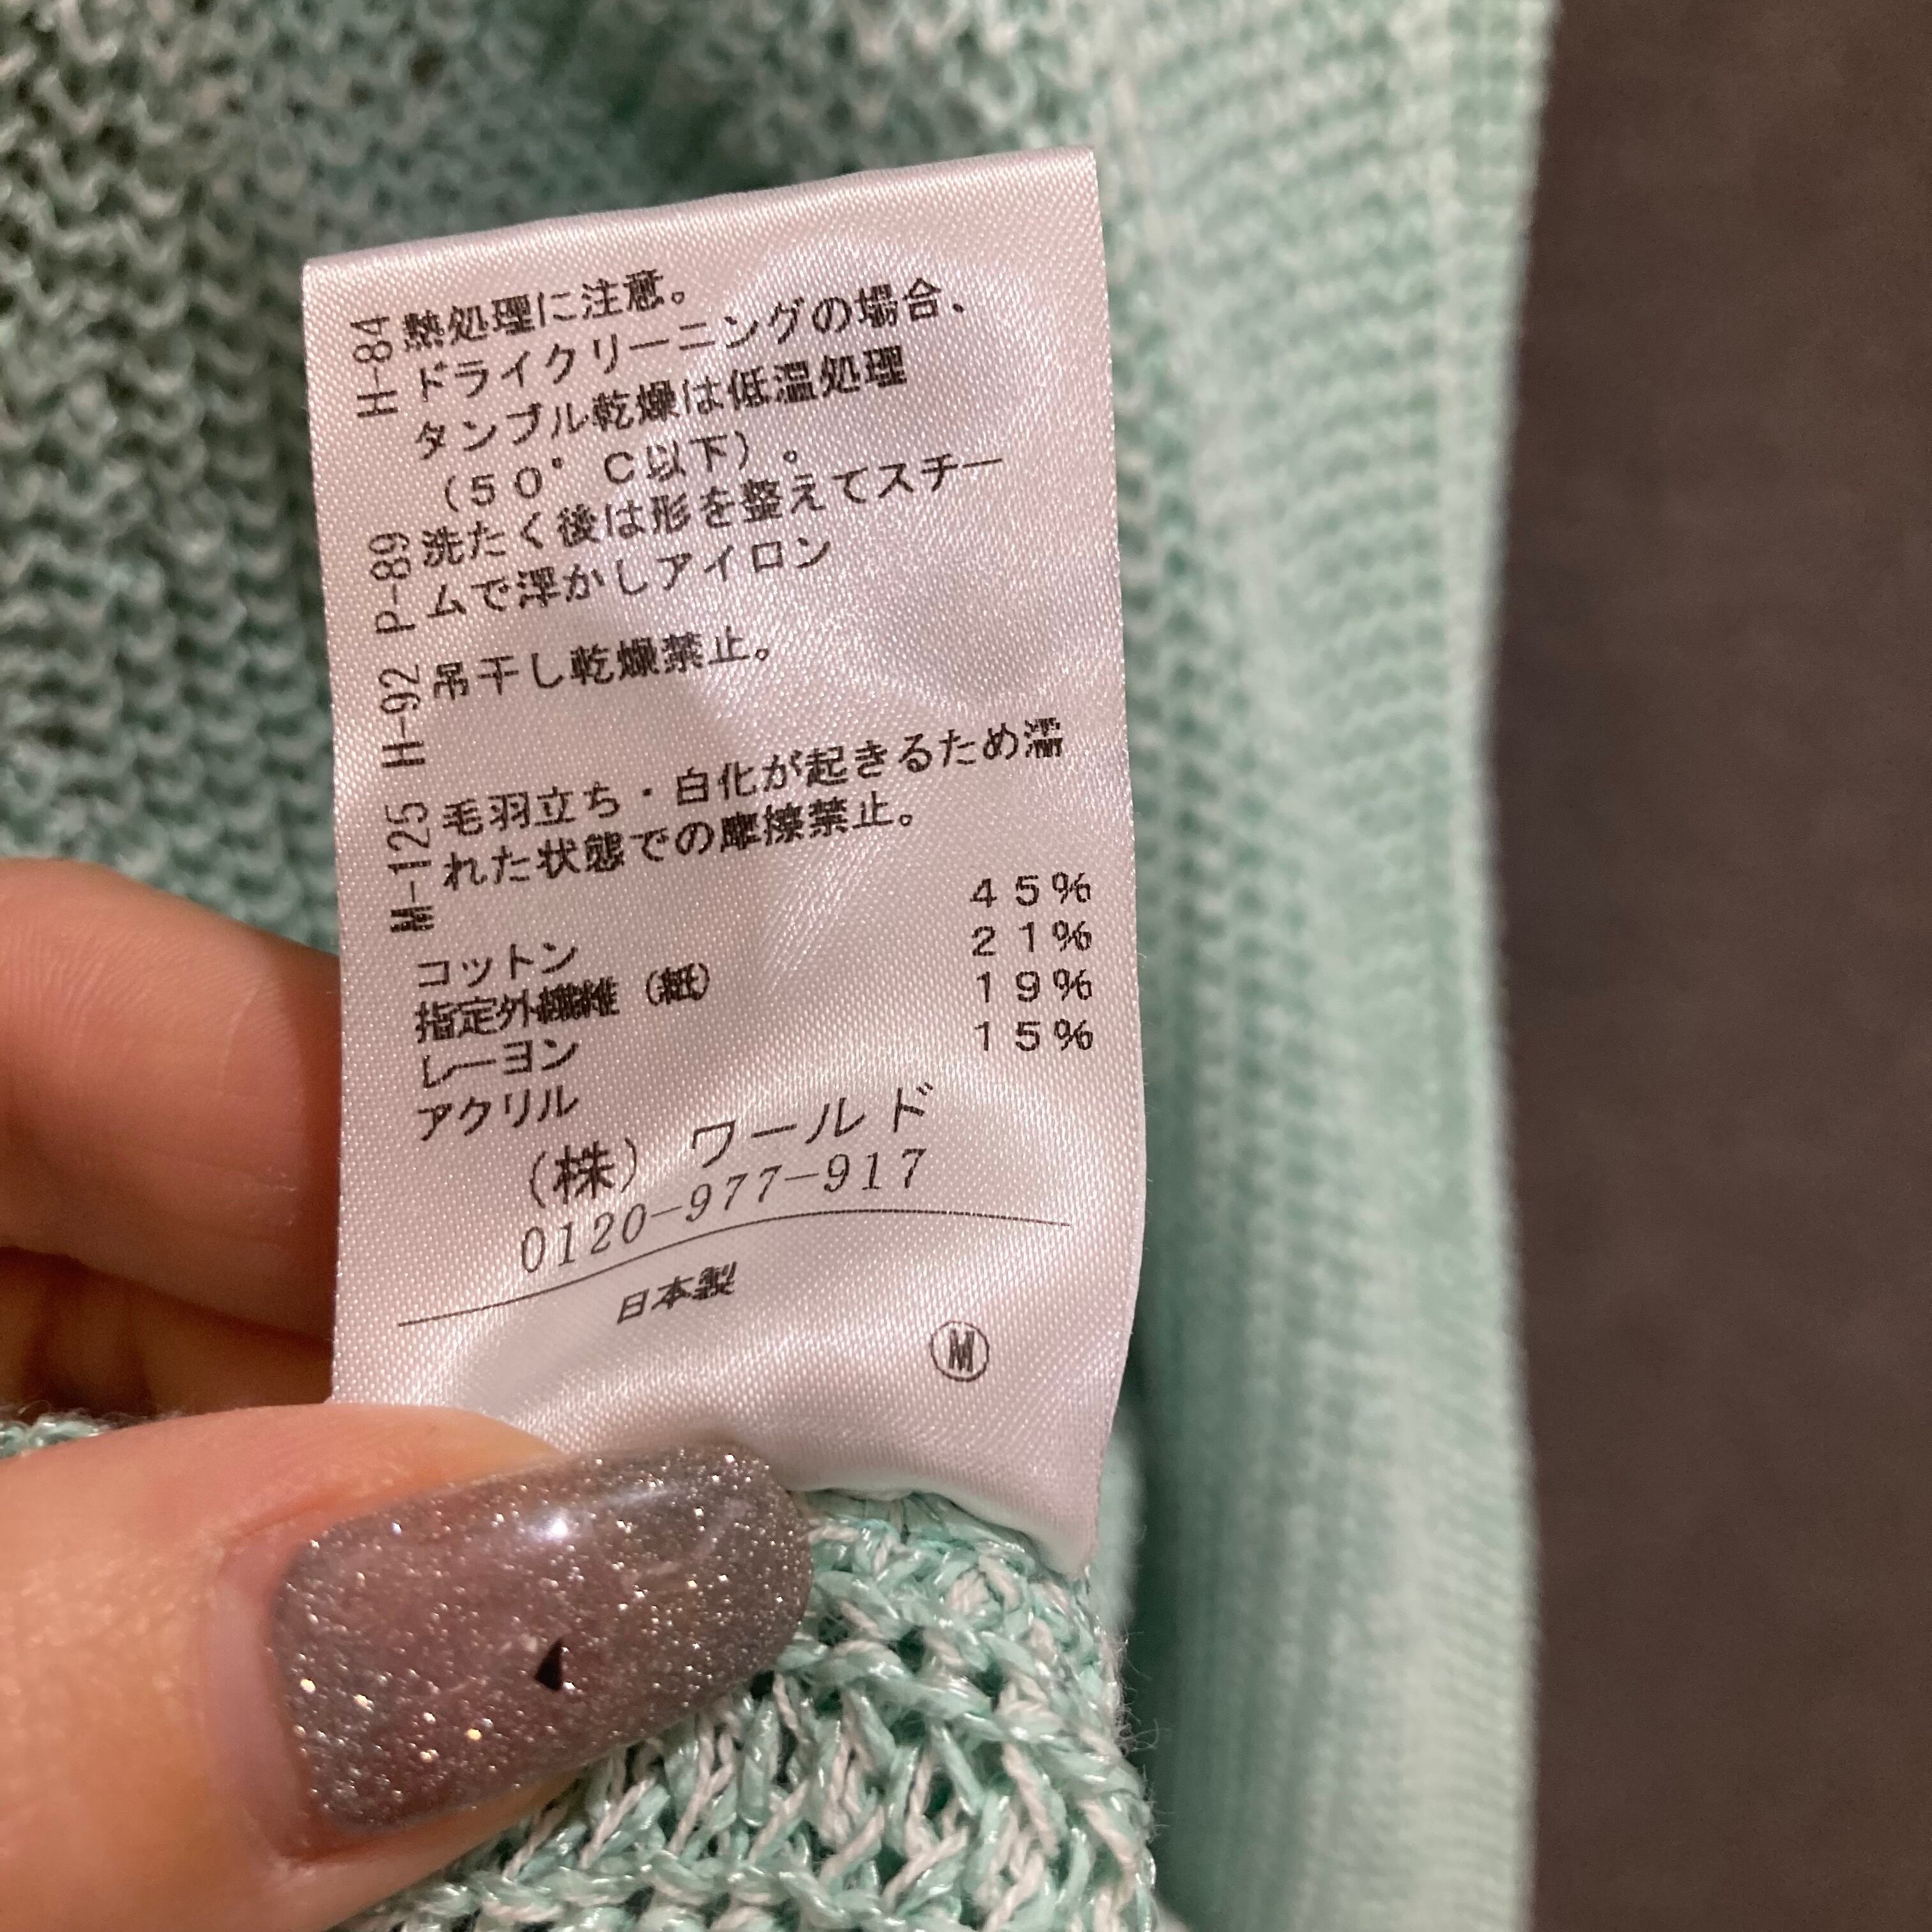 H-84 熱処理に注意。
ドライクリーニングの場合、
タンブル乾燥は低温処理
（50°C以下）。
P-89 洗たく後は形を整えてスチー
ムで浮かしアイロン
H-92 吊干し乾燥禁止。
M-125 毛羽立ち・白化が起きるため濡
れた状態での摩擦禁止。
コットン 45%
指定外繊維（紙） 21%
レーヨン 19%
アクリル 15%
（株）ワールド
0120-977-917
日本製
M